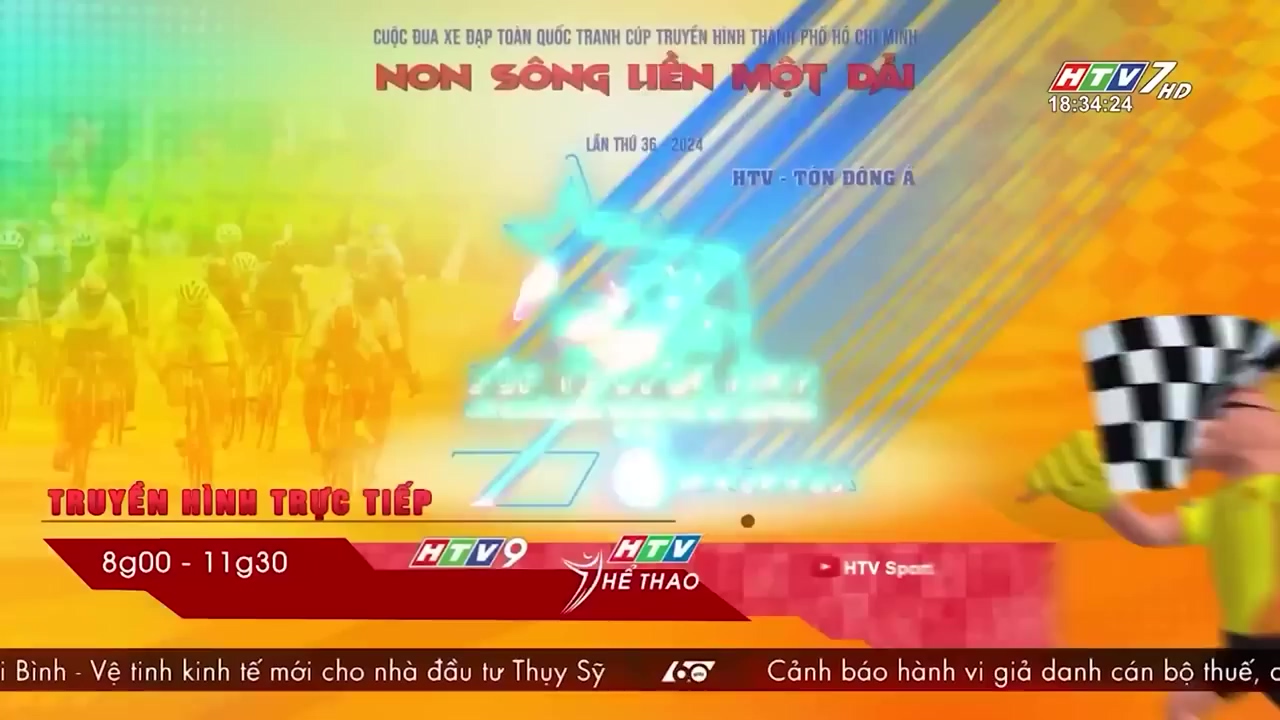 CUỘC ĐUA XE ĐẠP TOÀN QUỐC TRANH CÚP TRUYỀN HÌNH THÀNH PHỐ HỒ CHÍ MINH
NON SÔNG LIỀN MỘT DẢI
HTV7 HD
18:34:24
LẦN THỨ 36 - 2024
HTV - TÔN ĐÔNG Á
TRUYỀN HÌNH TRỰC TIẾP
8g00 - 11g30
HTV9
HTV
THỂ THAO
HTV Sports
i Bình - Vệ tinh kinh tế mới cho nhà đầu tư Thụy Sỹ
60
Cảnh báo hành vi giả danh cán bộ thuế, c